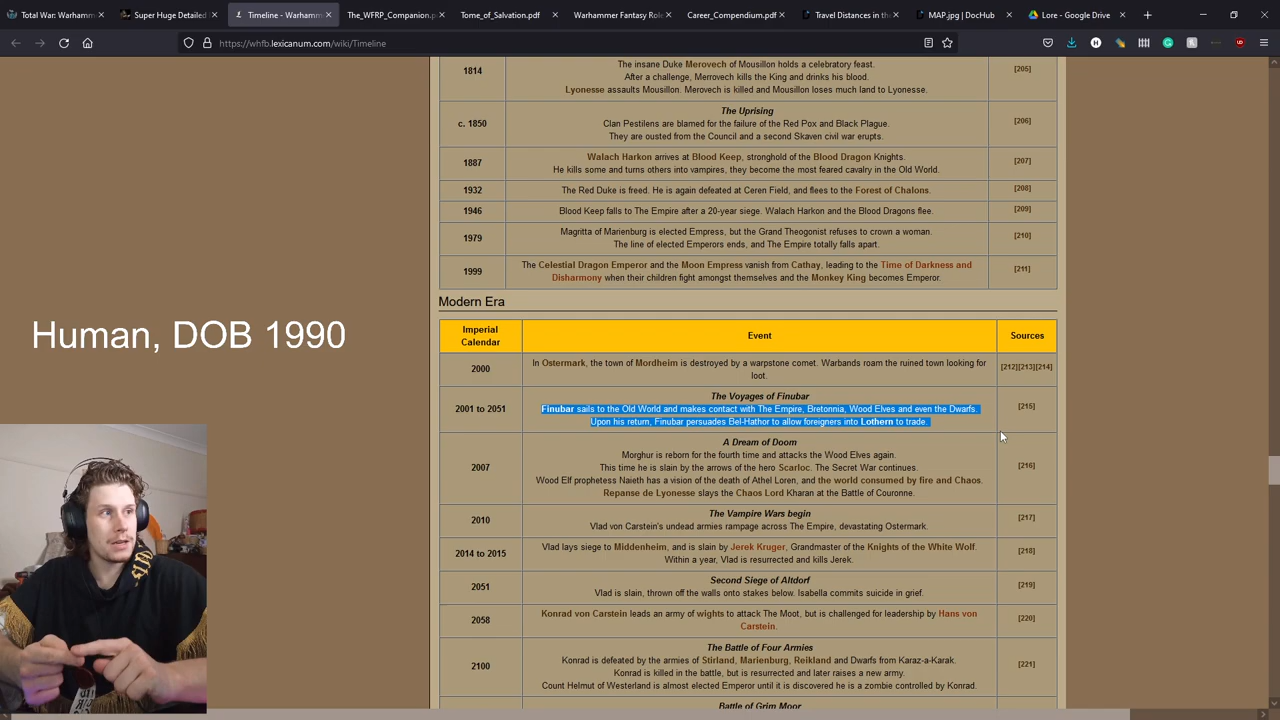 Total War: Warhamm
Super Huge Detailed
Timeline - Warhamm
The_WFRP_Companion.pd
Tome_of_Salvation.pdf
Warhammer Fantasy Role
Career_Compendium.pdf
Travel Distances in the
MAP.jpg | DocHub
Lore - Google Drive
https://whfb.lexicanum.com/wiki/Timeline
1814
The insane Duke Merovech of Mousillon holds a celebratory feast.
After a challenge, Merrovech kills the King and drinks his blood.
Lyonesse assaults Mousillon. Merovech is killed and Mousillon loses much land to Lyonesse.
[205]
c. 1850
The Uprising
Clan Pestilens are blamed for the failure of the Red Pox and Black Plague.
They are ousted from the Council and a second Skaven civil war erupts.
[206]
1887
Walach Harkon arrives at Blood Keep, stronghold of the Blood Dragon Knights.
He kills some and turns others into vampires, they become the most feared cavalry in the Old World.
[207]
1932
The Red Duke is freed. He is again defeated at Ceren Field, and flees to the Forest of Chalons.
[208]
1946
Blood Keep falls to The Empire after a 20-year siege. Walach Harkon and the Blood Dragons flee.
[209]
1979
Magritta of Marienburg is elected Empress, but the Grand Theogonist refuses to crown a woman.
The line of elected Emperors ends, and The Empire totally falls apart.
[210]
1999
The Celestial Dragon Emperor and the Moon Empress vanish from Cathay, leading to the Time of Darkness and
Disharmony when their children fight amongst themselves and the Monkey King becomes Emperor.
[211]
Modern Era
Human, DOB 1990
Imperial
Calendar
Event
Sources
2000
In Ostermark, the town of Mordheim is destroyed by a warpstone comet. Warbands roam the ruined town looking for
loot.
[212][213][214]
2001 to 2051
The Voyages of Finubar
Finubar sails to the Old World and makes contact with The Empire, Bretonnia, Wood Elves and even the Dwarfs.
Upon his return, Finubar persuades Bel-Hathor to allow foreigners into Lothern to trade.
[215]
2007
A Dream of Doom
Morghur is reborn for the fourth time and attacks the Wood Elves again.
This time he is slain by the arrows of the hero Scarloc. The Secret War continues.
Wood Elf prophetess Naieth has a vision of the death of Athel Loren, and the world consumed by fire and Chaos.
Repanse de Lyonesse slays the Chaos Lord Kharan at the Battle of Couronne.
[216]
2010
The Vampire Wars begin
Vlad von Carstein's undead armies rampage across The Empire, devastating Ostermark.
[217]
2014 to 2015
Vlad lays siege to Middenheim, and is slain by Jerek Kruger, Grandmaster of the Knights of the White Wolf.
Within a year, Vlad is resurrected and kills Jerek.
[218]
2051
Second Siege of Altdorf
Vlad is slain, thrown off the walls onto stakes below. Isabella commits suicide in grief.
[219]
2058
Konrad von Carstein leads an army of wights to attack The Moot, but is challenged for leadership by Hans von
Carstein.
[220]
2100
The Battle of Four Armies
Konrad is defeated by the armies of Stirland, Marienburg, Reikland and Dwarfs from Karaz-a-Karak.
Konrad is killed in the battle, but is resurrected and later raises a new army.
Count Helmut of Westerland is almost elected Emperor until it is discovered he is a zombie controlled by Konrad.
[221]
Battle of Grim Moor